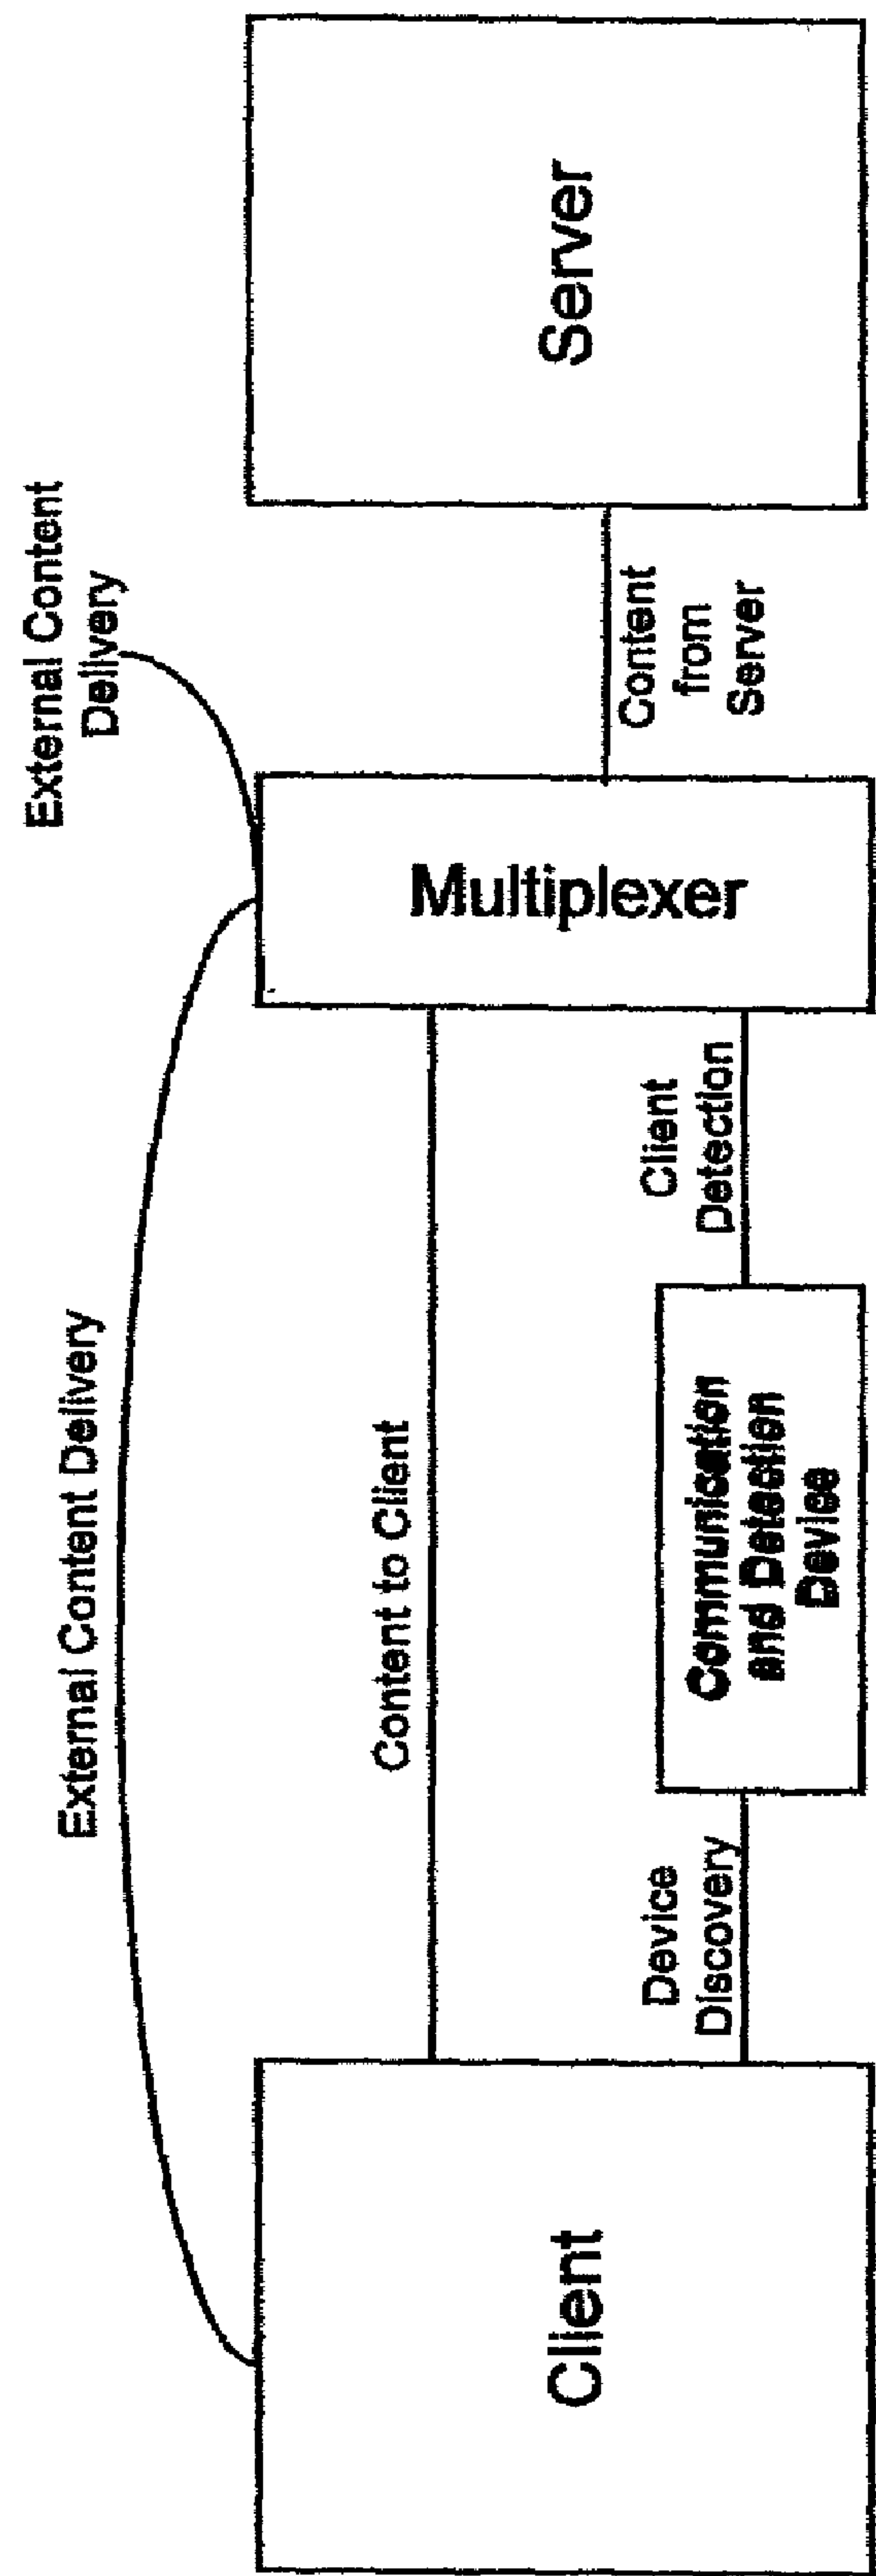 External Content Delivery
External Content
Delivery
Content to Client
Client
Device
Discovery
Communication
and Detection
Device
Client
Detection
Multiplexer
Content
from
Server
Server